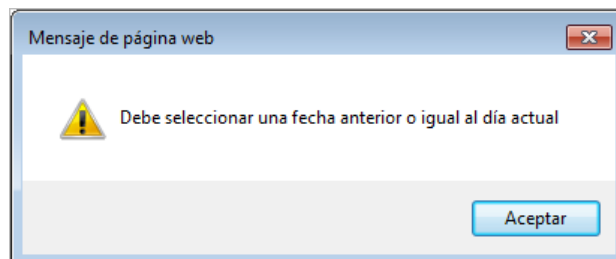 Mensaje de página web
Debe seleccionar una fecha anterior o igual al día actual
Aceptar